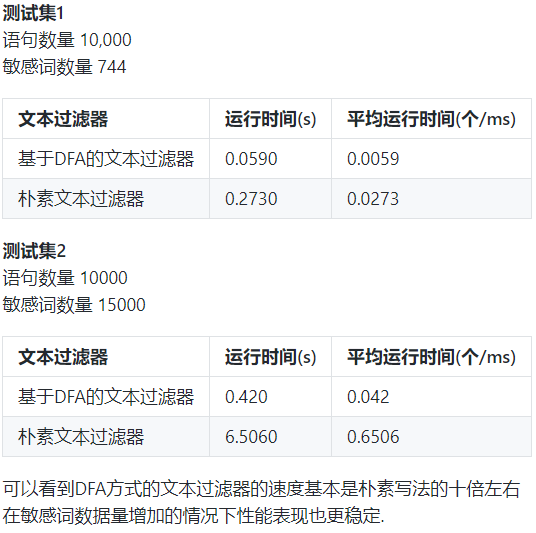 测试集1
语句数量 10,000
敏感词数量 744
文本过滤器 运行时间(s) 平均运行时间(个/ms)
基于DFA的文本过滤器 0.0590 0.0059
朴素文本过滤器 0.2730 0.0273
测试集2
语句数量 10000
敏感词数量 15000
文本过滤器 运行时间(s) 平均运行时间(个/ms)
基于DFA的文本过滤器 0.420 0.042
朴素文本过滤器 6.5060 0.6506
可以看到DFA方式的文本过滤器的速度基本是朴素写法的十倍左右
在敏感词数据量增加的情况下性能表现也更稳定.